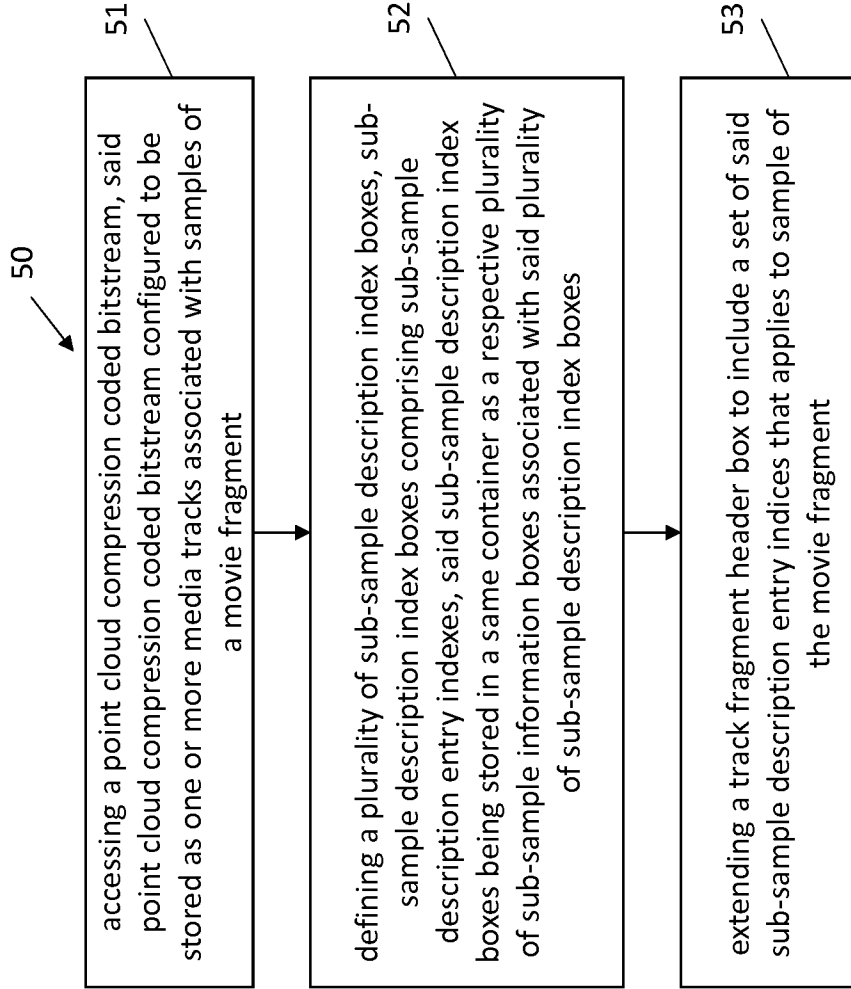 50
accessing a point cloud compression coded bitstream, said
point cloud compression coded bitstream configured to be
stored as one or more media tracks associated with samples of
a movie fragment
51
defining a plurality of sub-sample description index boxes, sub-
sample description index boxes comprising sub-sample
description entry indexes, said sub-sample description index
boxes being stored in a same container as a respective plurality
of sub-sample information boxes associated with said plurality
of sub-sample description index boxes
52
extending a track fragment header box to include a set of said
sub-sample description entry indices that applies to sample of
the movie fragment
53